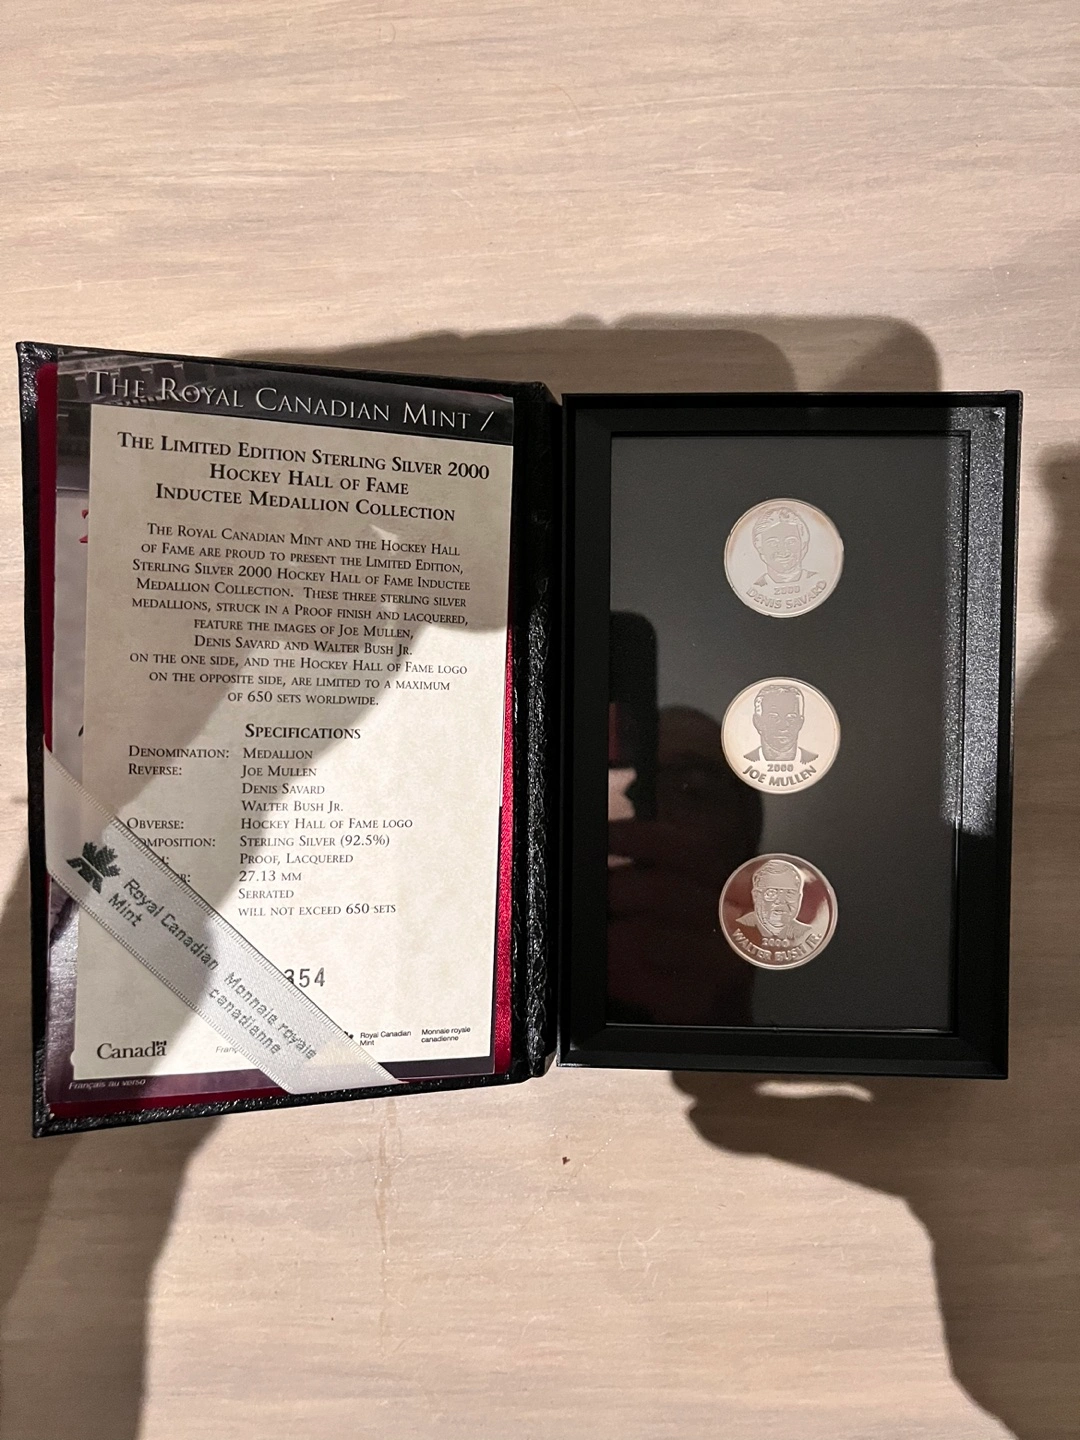 The Royal Canadian Mint /
The Limited Edition Sterling Silver 2000
Hockey Hall of Fame
Inductee Medallion Collection
The Royal Canadian Mint and the Hockey Hall
of Fame are proud to present the Limited Edition,
Sterling Silver 2000 Hockey Hall of Fame Inductee
Medallion Collection. These three sterling silver
medallions, struck in a Proof finish and lacquered,
feature the images of Joe Mullen,
Denis Savard and Walter Bush Jr.
on the one side, and the Hockey Hall of Fame logo
on the opposite side, are limited to a maximum
of 650 sets worldwide.
Specifications
Denomination: Medallion
Reverse: Joe Mullen
Denis Savard
Walter Bush Jr.
Obverse: Hockey Hall of Fame logo
omposition: Sterling Silver (92.5%)
Proof, Lacquered
27.13 mm
Serrated
will not exceed 650 sets
354
Royal Canadian
Mint
Monnaie royale
canadienne
Canada
Royal Canadian
Mint
Monnaie royale
canadienne
Français au verso
2000
DENIS SAVARD
2000
JOE MULLEN
2000
WALTER BUSH JR.